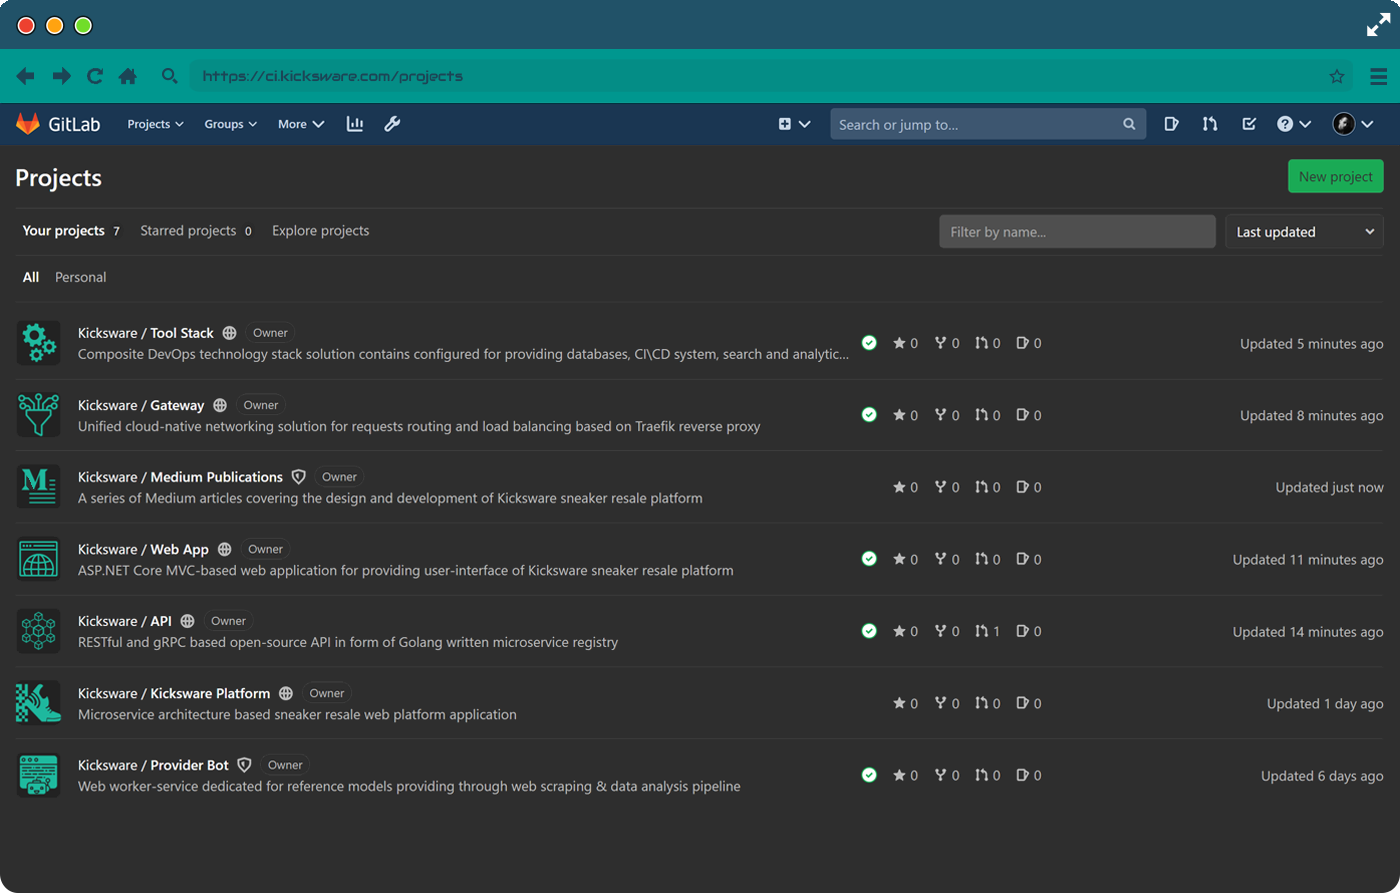 https://ci.kicksware.com/projects
GitLab Projects Groups More Search or jump to...
Projects New project
Your projects 7 Starred projects 0 Explore projects Filter by name... Last updated
All Personal
Kicksware / Tool Stack Owner
Composite DevOps technology stack solution contains configured for providing databases, CI\CD system, search and analytic... 0 0 0 0 Updated 5 minutes ago
Kicksware / Gateway Owner
Unified cloud-native networking solution for requests routing and load balancing based on Traefik reverse proxy 0 0 0 0 Updated 8 minutes ago
Kicksware / Medium Publications Owner
A series of Medium articles covering the design and development of Kicksware sneaker resale platform 0 0 0 0 Updated just now
Kicksware / Web App Owner
ASP.NET Core MVC-based web application for providing user-interface of Kicksware sneaker resale platform 0 0 0 0 Updated 11 minutes ago
Kicksware / API Owner
RESTful and gRPC based open-source API in form of Golang written microservice registry 0 0 1 0 Updated 14 minutes ago
Kicksware / Kicksware Platform Owner
Microservice architecture based sneaker resale web platform application 0 0 0 0 Updated 1 day ago
Kicksware / Provider Bot Owner
Web worker-service dedicated for reference models providing through web scraping & data analysis pipeline 0 0 0 0 Updated 6 days ago